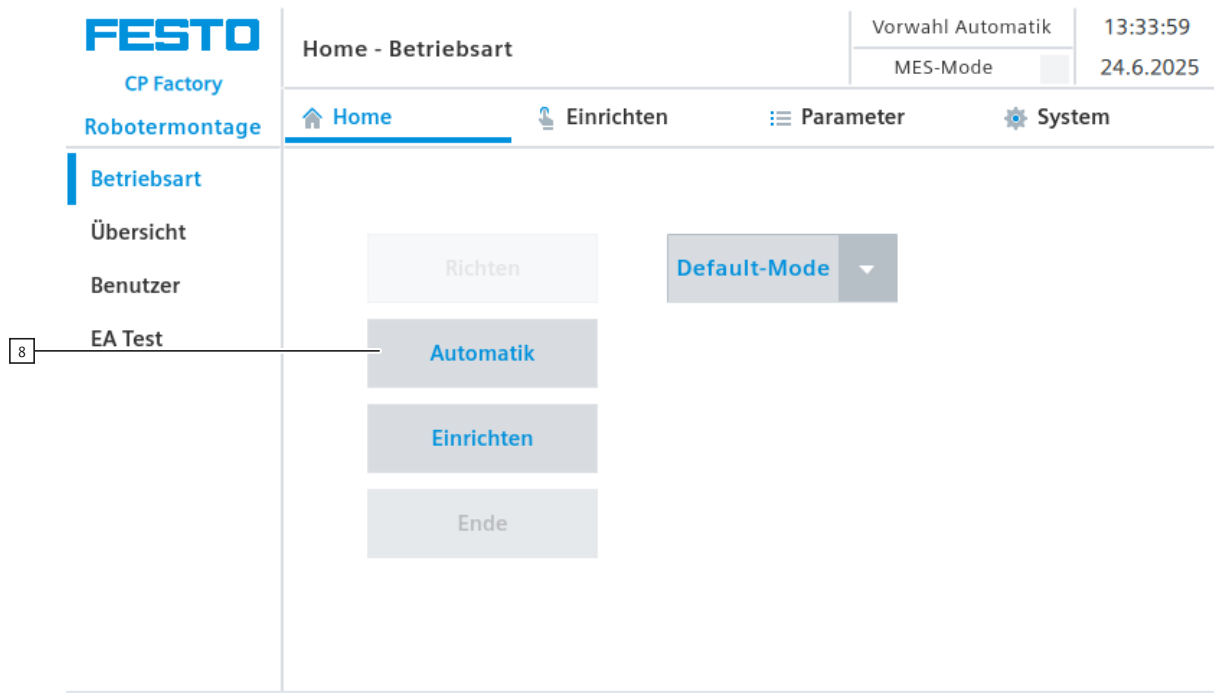 FESTO
CP Factory
Robotermontage
Home - Betriebsart
Vorwahl Automatik
MES-Mode
13:33:59
24.6.2025
Home
Einrichten
Parameter
System
Betriebsart
Übersicht
Benutzer
EA Test
8
Richten
Default-Mode
Automatik
Einrichten
Ende